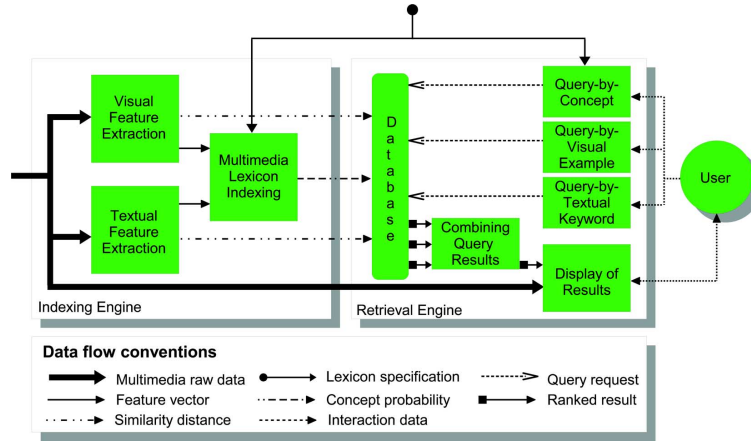 Visual
Feature
Extraction
Textual
Feature
Extraction
Multimedia
Lexicon
Indexing
Indexing Engine
Database
Query-by-
Concept
Query-by-
Visual
Example
Query-by-
Textual
Keyword
Combining
Query
Results
Display of
Results
Retrieval Engine
User
Data flow conventions
Multimedia raw data
Lexicon specification
Query request
Feature vector
Concept probability
Ranked result
Similarity distance
Interaction data